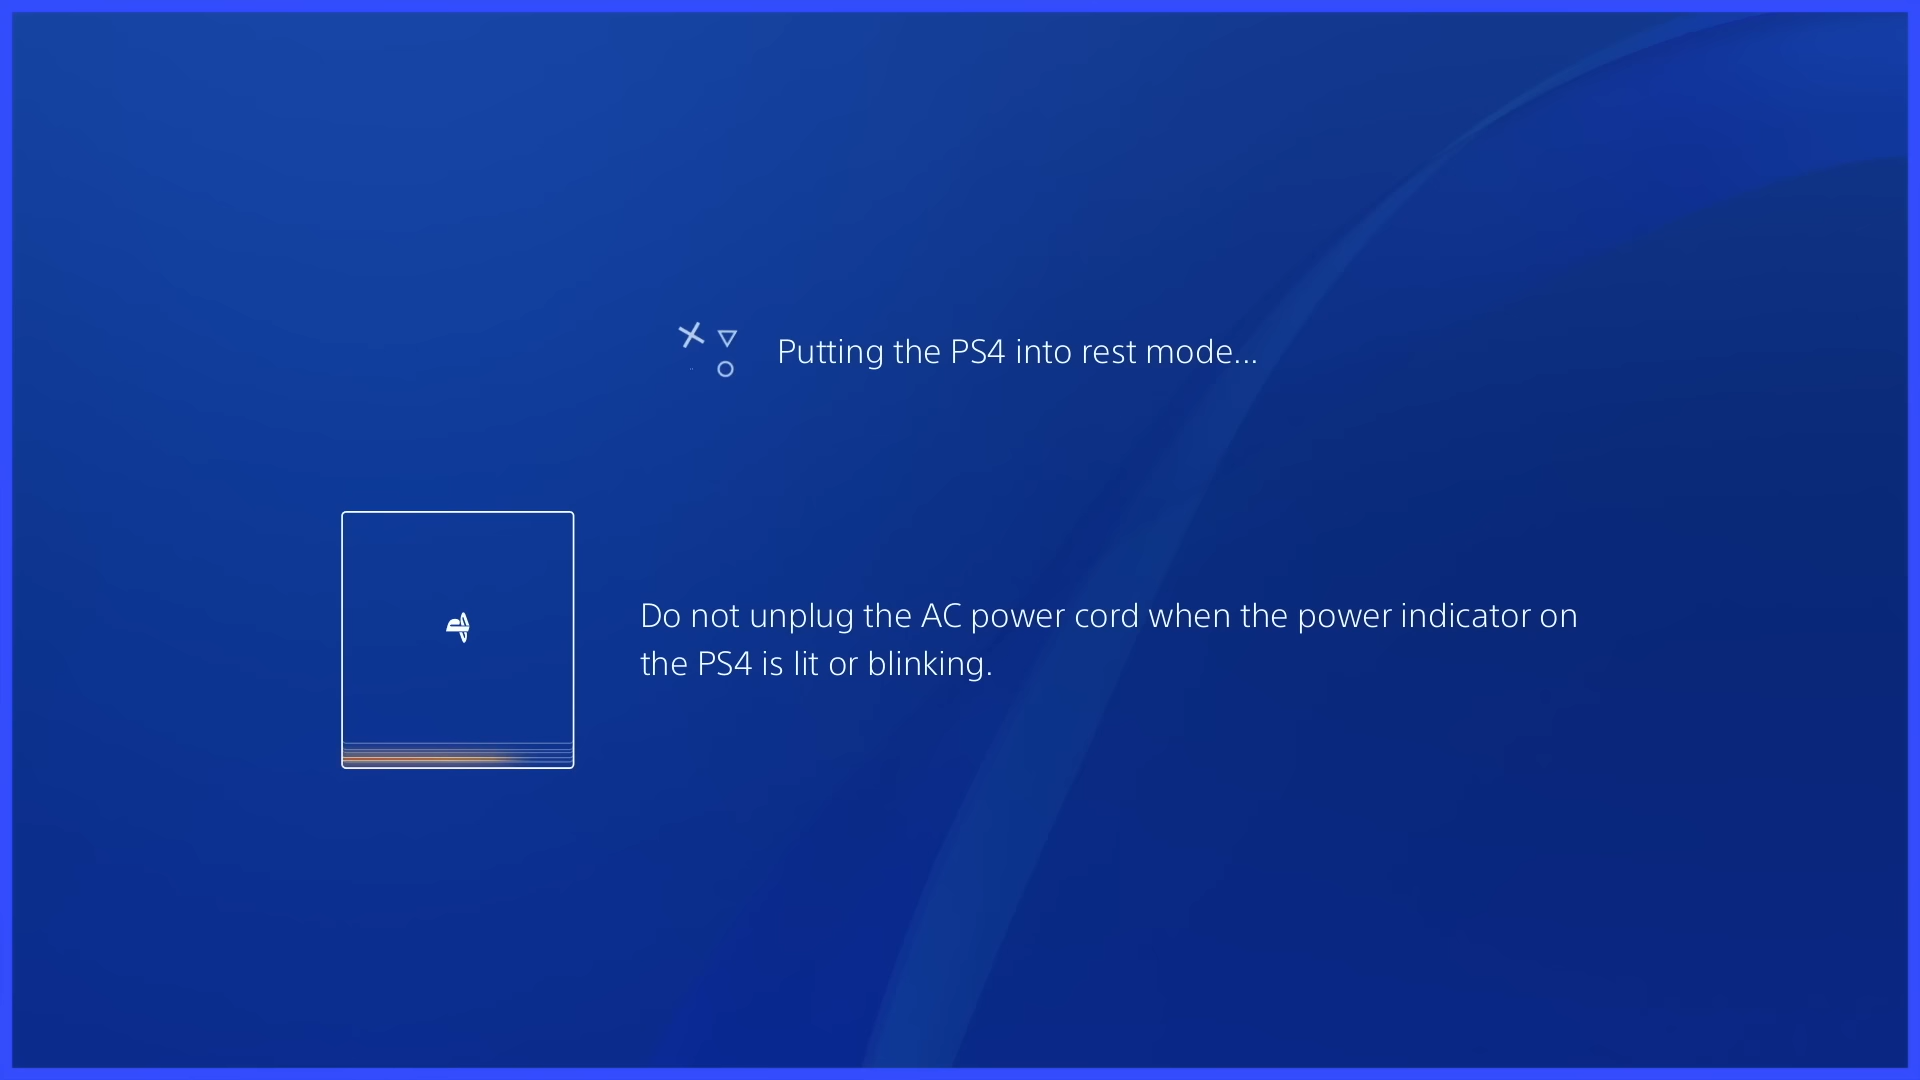 Putting the PS4 into rest mode...
Do not unplug the AC power cord when the power indicator on
the PS4 is lit or blinking.